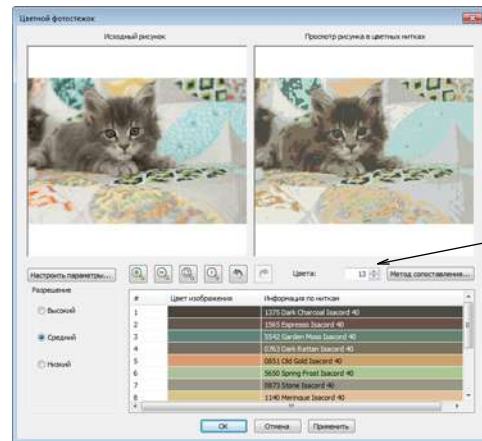 Цветной фотостежок
Исходный рисунок
Просмотр рисунка в цветных нитках
Настроить параметры...
Цвета:
13
Метод сопоставления...
Разрешение
Высокий
Средний
Низкий
# Цвет изображения Информация по ниткам
1 1375 Dark Charcoal Isacord 40
2 1565 Espresso Isacord 40
3 5542 Garden Moss Isacord 40
4 0763 Dark Rattan Isacord 40
5 0851 Old Gold Isacord 40
6 5650 Spring Frost Isacord 40
7 0873 Stone Isacord 40
8 1140 Meringue Isacord 40
OK
Отмена
Применить